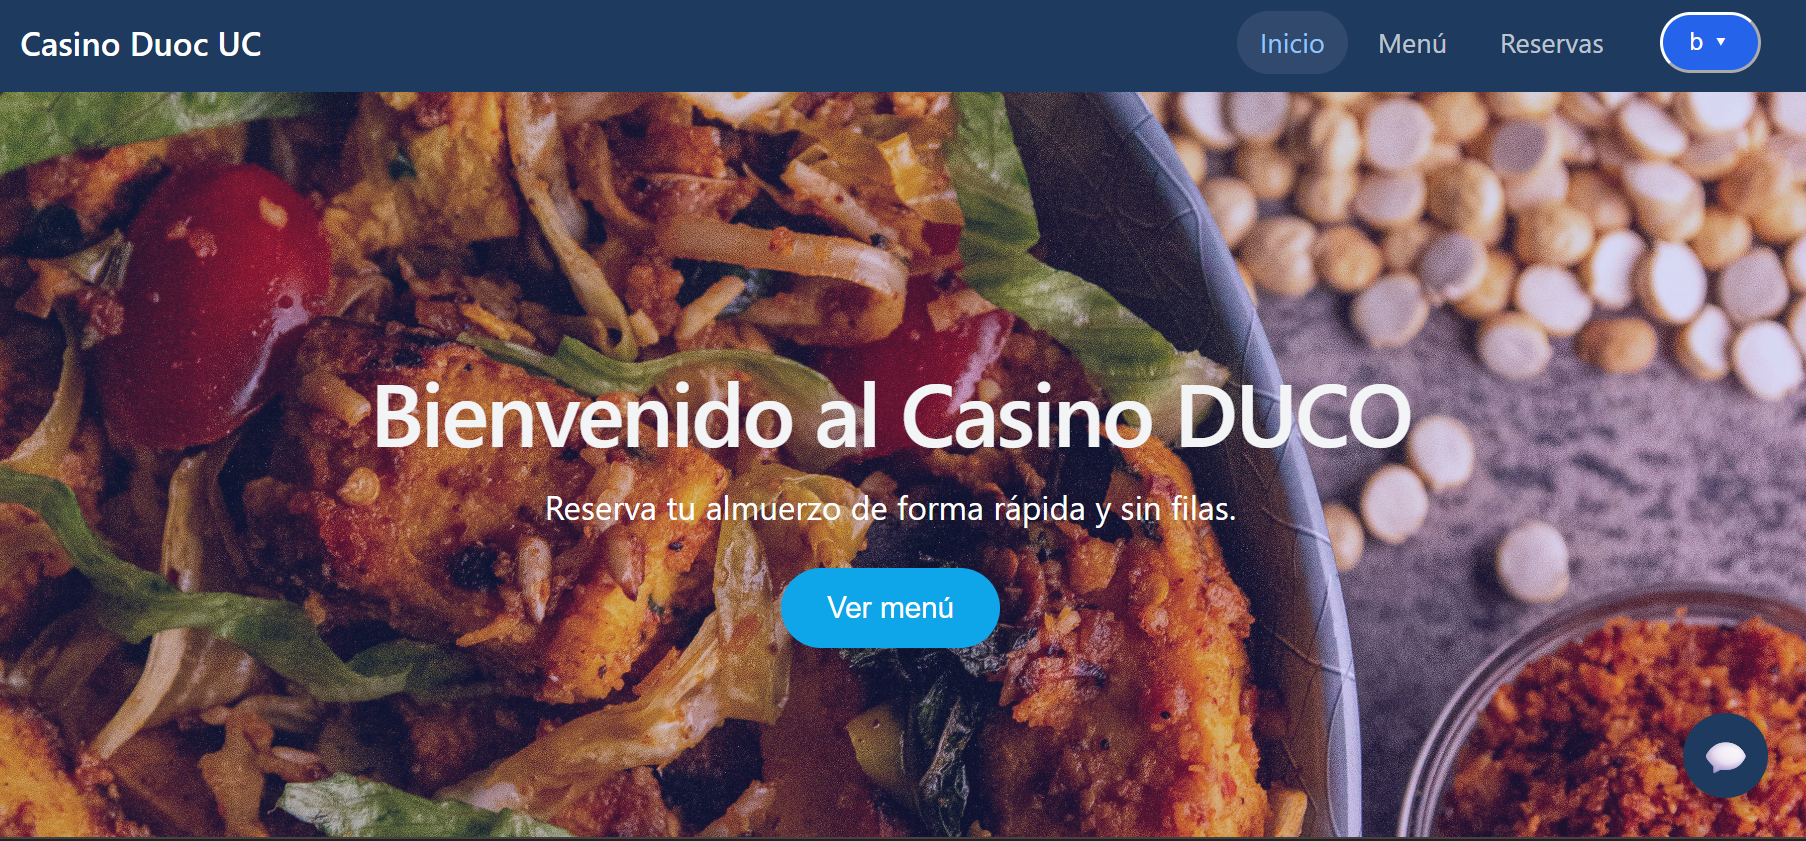 Casino Duoc UC
Inicio
Menú
Reservas
b ▼
Bienvenido al Casino DUCO
Reserva tu almuerzo de forma rápida y sin filas.
Ver menú